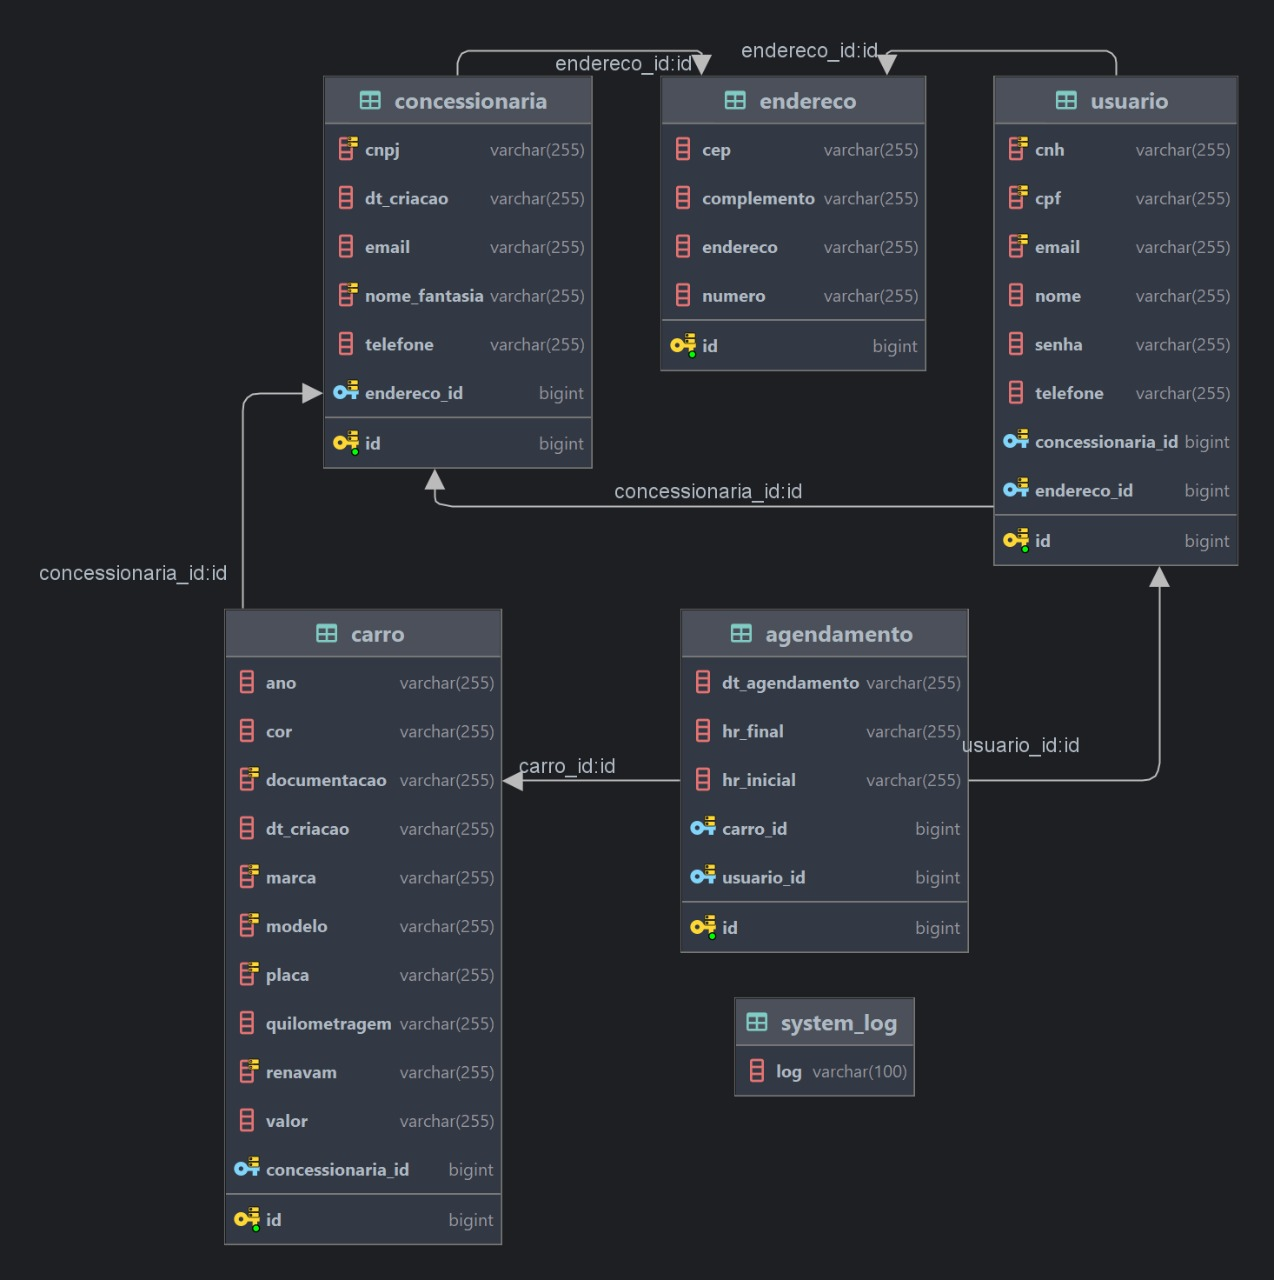 endereco_id:id
endereco_id:id
concessionaria
cnpj varchar(255)
dt_criacao varchar(255)
email varchar(255)
nome_fantasia varchar(255)
telefone varchar(255)
endereco_id bigint
id bigint
endereco
cep varchar(255)
complemento varchar(255)
endereco varchar(255)
numero varchar(255)
id bigint
usuario
cnh varchar(255)
cpf varchar(255)
email varchar(255)
nome varchar(255)
senha varchar(255)
telefone varchar(255)
concessionaria_id bigint
endereco_id bigint
id bigint
concessionaria_id:id
concessionaria_id:id
carro
ano varchar(255)
cor varchar(255)
documentacao varchar(255)
dt_criacao varchar(255)
marca varchar(255)
modelo varchar(255)
placa varchar(255)
quilometragem varchar(255)
renavam varchar(255)
valor varchar(255)
concessionaria_id bigint
id bigint
carro_id:id
agendamento
dt_agendamento varchar(255)
hr_final varchar(255)
hr_inicial varchar(255)
carro_id bigint
usuario_id bigint
id bigint
usuario_id:id
system_log
log varchar(100)